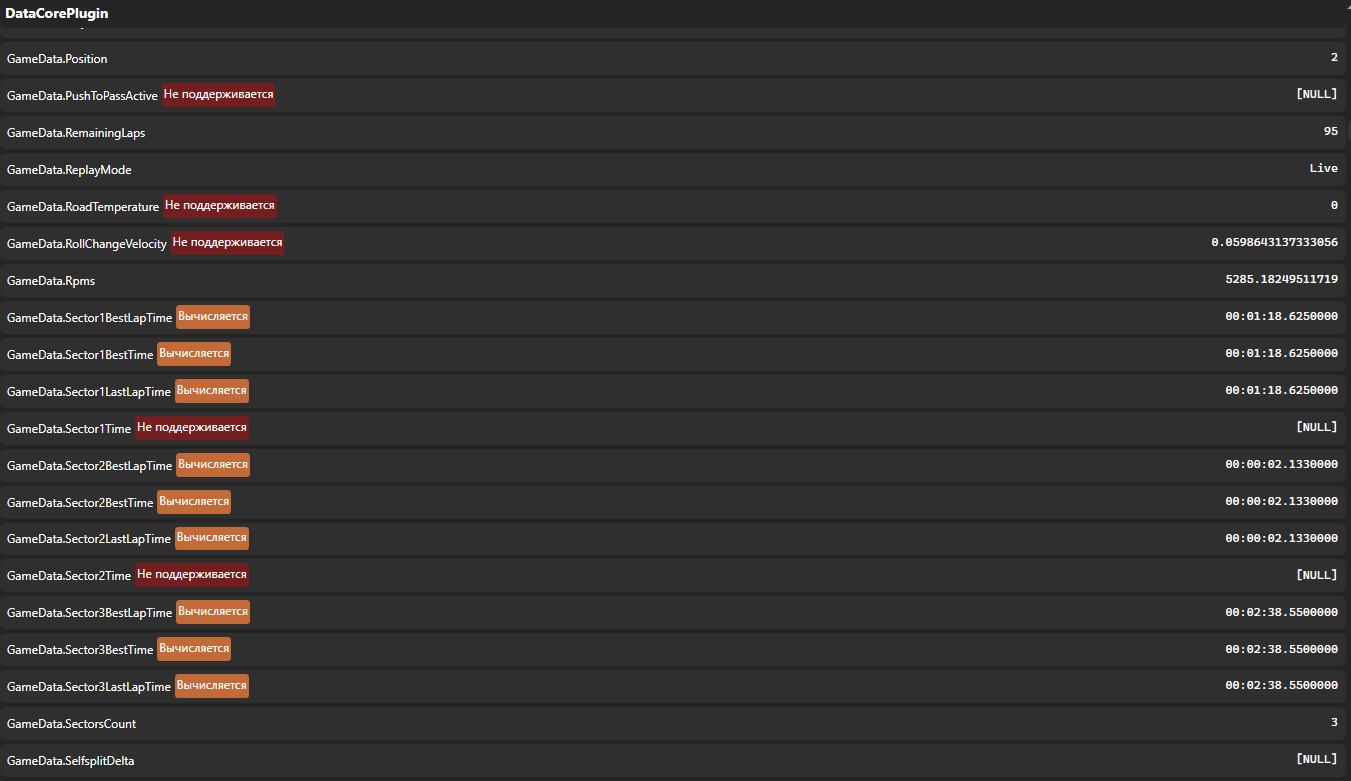 DataCorePlugin
GameData.Position 2
GameData.PushToPassActive Не поддерживается [NULL]
GameData.RemainingLaps 95
GameData.ReplayMode Live
GameData.RoadTemperature Не поддерживается 0
GameData.RollChangeVelocity Не поддерживается 0.0598643137333056
GameData.Rpms 5285.18249511719
GameData.Sector1BestLapTime Вычисляется 00:01:18.6250000
GameData.Sector1BestTime Вычисляется 00:01:18.6250000
GameData.Sector1LastLapTime Вычисляется 00:01:18.6250000
GameData.Sector1Time Не поддерживается [NULL]
GameData.Sector2BestLapTime Вычисляется 00:00:02.1330000
GameData.Sector2BestTime Вычисляется 00:00:02.1330000
GameData.Sector2LastLapTime Вычисляется 00:00:02.1330000
GameData.Sector2Time Не поддерживается [NULL]
GameData.Sector3BestLapTime Вычисляется 00:02:38.5500000
GameData.Sector3BestTime Вычисляется 00:02:38.5500000
GameData.Sector3LastLapTime Вычисляется 00:02:38.5500000
GameData.SectorsCount 3
GameData.SelfsplitDelta [NULL]